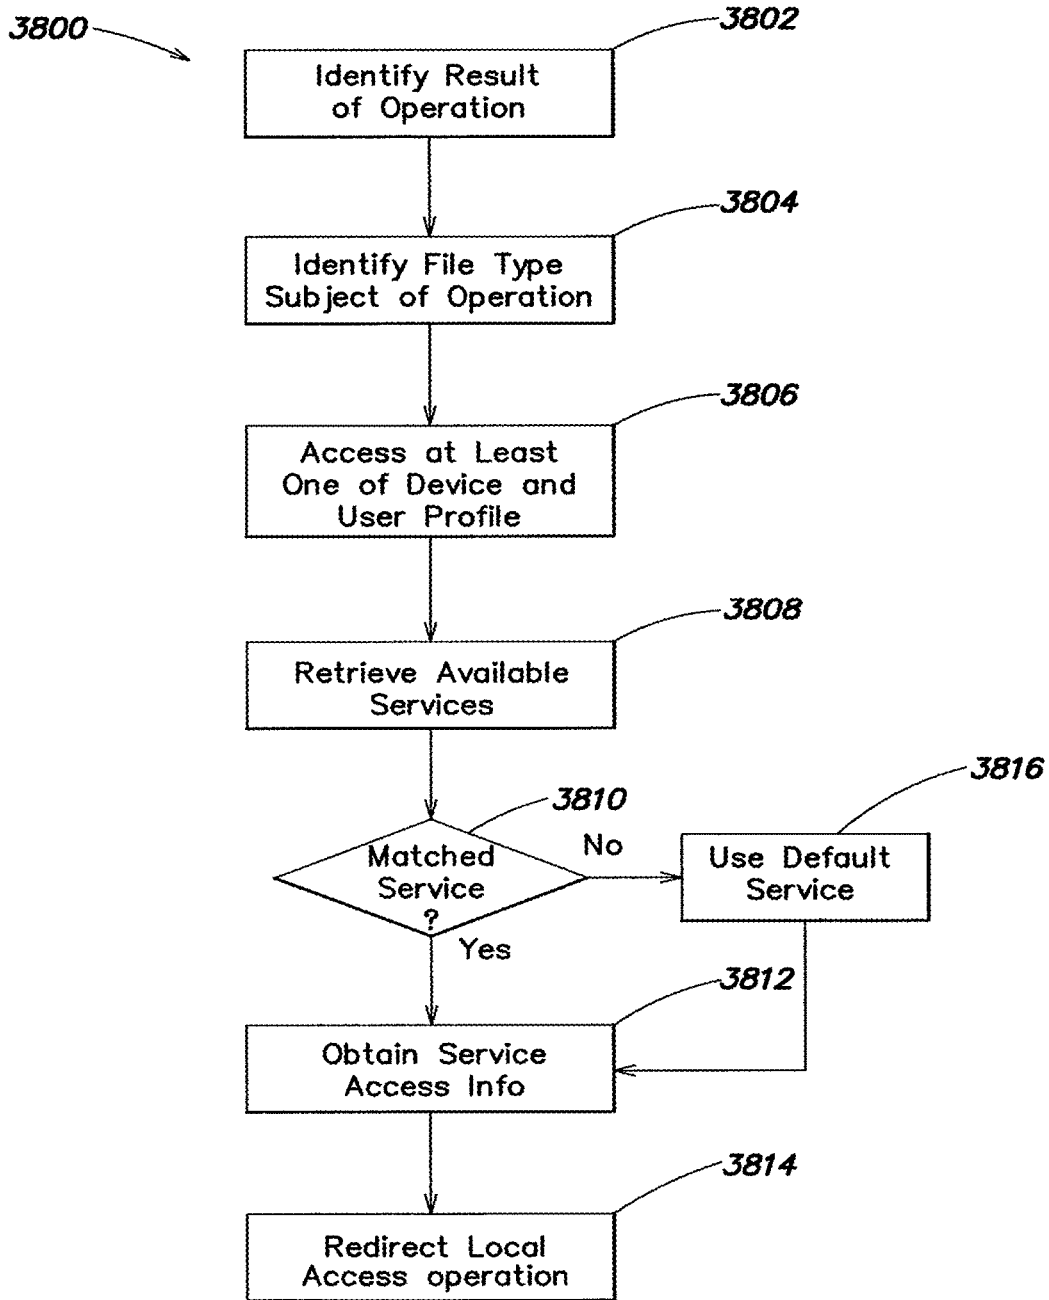 3800
3802
Identify Result
of Operation
3804
Identify File Type
Subject of Operation
3806
Access at Least
One of Device and
User Profile
3808
Retrieve Available
Services
3810
Matched
Service
?
No
3816
Use Default
Service
Yes
3812
Obtain Service
Access Info
3814
Redirect Local
Access operation